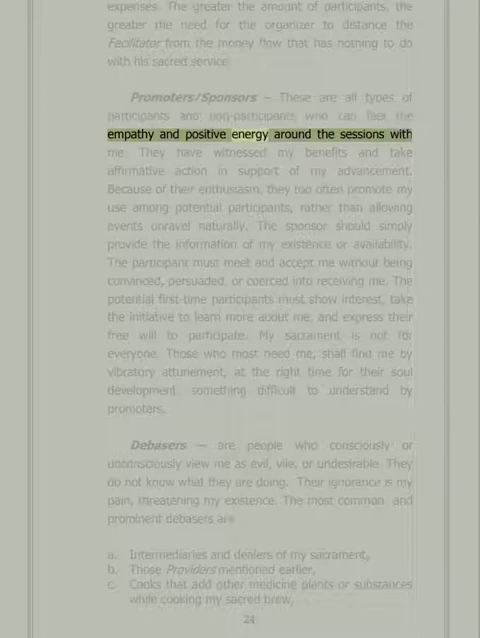 expenses. The greater the amount of participants, the
greater me need for the organizer to distance the
Facilitator from the money flow that has nothing to do
with his sacred service
Promoters/Sponsors – These are all types of
participants and non-participants who can feel the
empathy and positive energy around the sessions with
me. They have witnessed my benefits and take
affirmative action in support of my advancement.
Because of their enthusiasm, they too often promote my
use among potential participants, rather than allowing
events unravel naturally. The sponsor should simply
provide the information of my existence or availability.
The participant must meet and accept me without being
convinced, persuaded, or coerced into receiving me. The
potential first-time participants must show interest, take
the initiative to learn more about me, and express their
free will to participate. My sacrament is not for
everyone. Those who most need me, shall find me by
vibratory attunement, at the right time for their soul
development, something difficult to understand by
promoters.
Debasers — are people who consciously or
unconsciously view me as evil, vile, or undesirable. They
do not know what they are doing. Their ignorance is my
pain, threatening my existence. The most common and
prominent debasers are
a. Intermediaries and dealers of my sacrament,
b. Those Providers mentioned earlier,
c. Cooks that add other medicine plants or substances
while cooking my sacred brew,
24